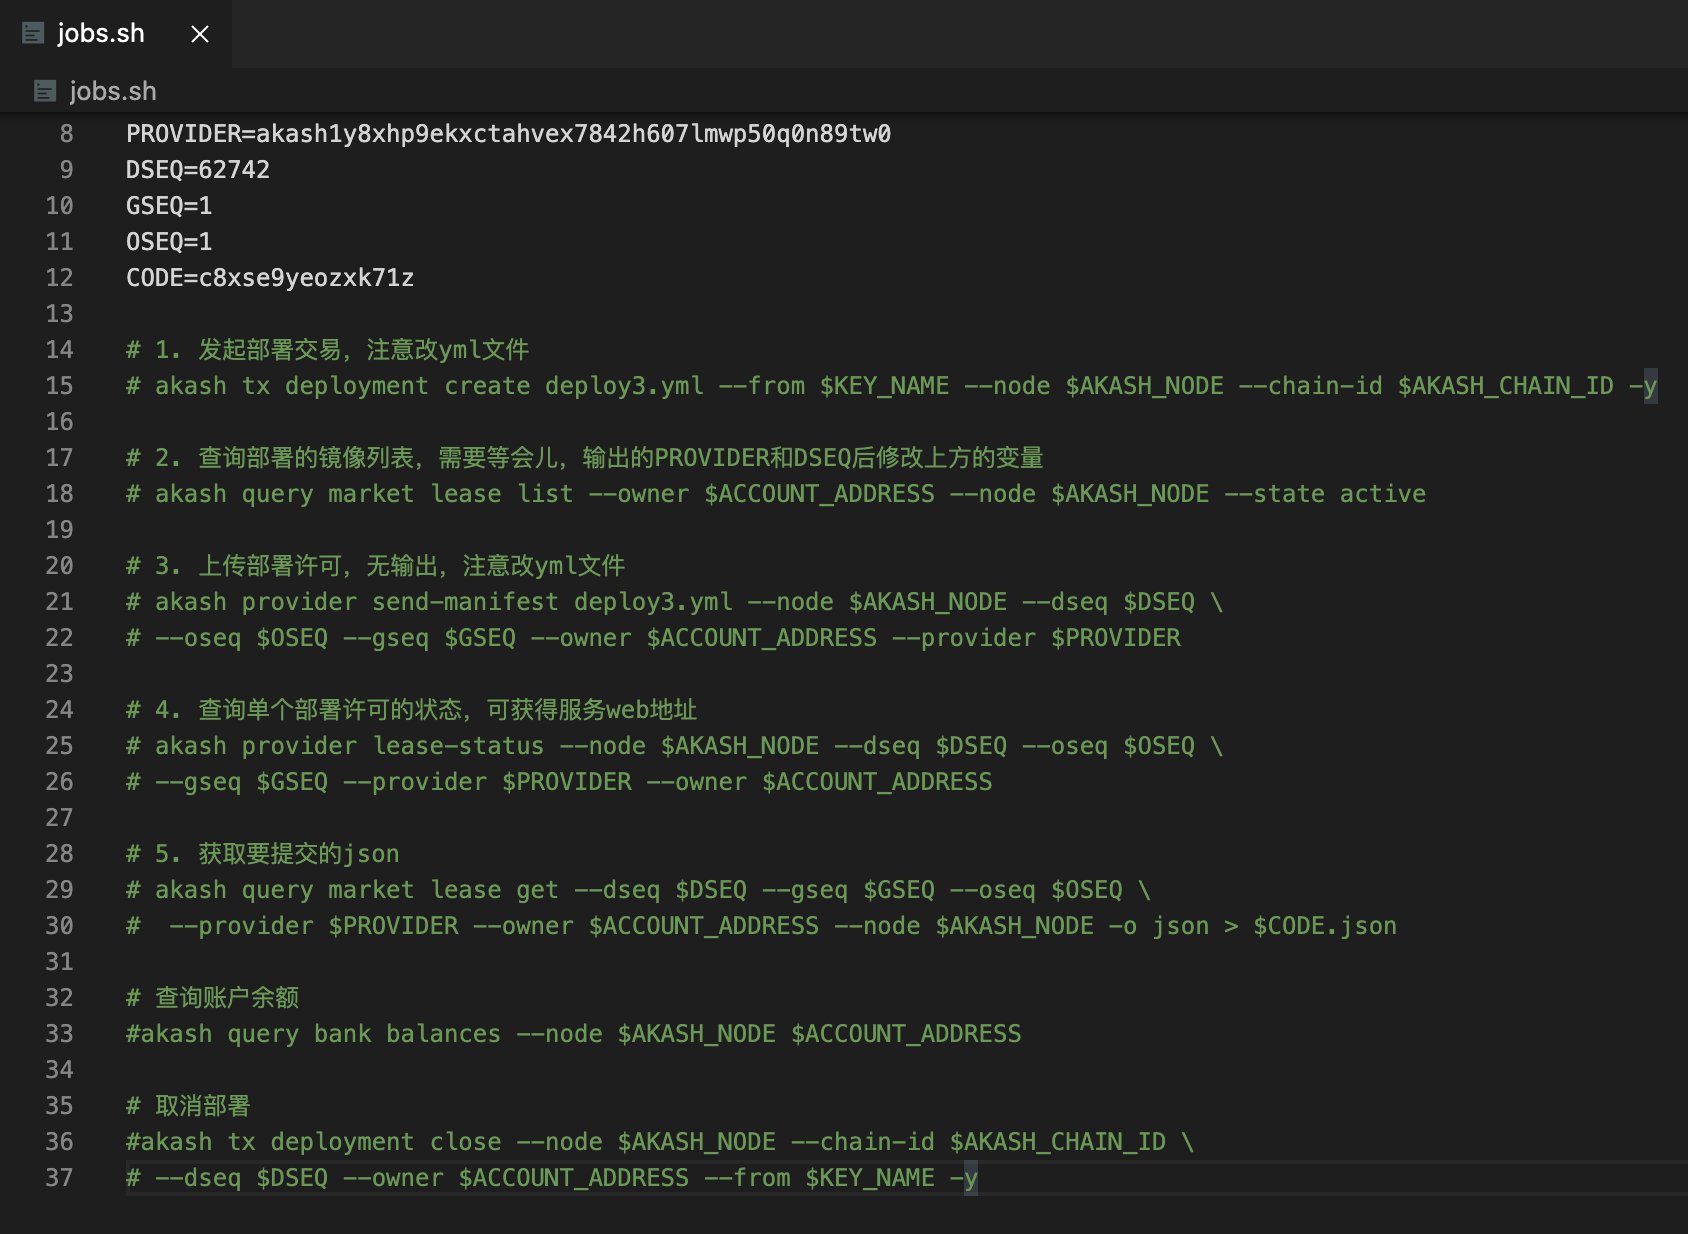 jobs.sh
jobs.sh
8 PROVIDER=akash1y8xhp9ekxctahvex7842h607lmwp50q0n89tw0
9 DSEQ=62742
10 GSEQ=1
11 OSEQ=1
12 CODE=c8xse9yeozxk71z
13
14 # 1. 发起部署交易，注意改yml文件
15 # akash tx deployment create deploy3.yml --from $KEY_NAME --node $AKASH_NODE --chain-id $AKASH_CHAIN_ID -y
16
17 # 2. 查询部署的镜像列表，需要等会儿，输出的PROVIDER和DSEQ后修改上方的变量
18 # akash query market lease list --owner $ACCOUNT_ADDRESS --node $AKASH_NODE --state active
19
20 # 3. 上传部署许可，无输出，注意改yml文件
21 # akash provider send-manifest deploy3.yml --node $AKASH_NODE --dseq $DSEQ \
22 # --oseq $OSEQ --gseq $GSEQ --owner $ACCOUNT_ADDRESS --provider $PROVIDER
23
24 # 4. 查询单个部署许可的状态，可获得服务web地址
25 # akash provider lease-status --node $AKASH_NODE --dseq $DSEQ --oseq $OSEQ \
26 # --gseq $GSEQ --provider $PROVIDER --owner $ACCOUNT_ADDRESS
27
28 # 5. 获取要提交的json
29 # akash query market lease get --dseq $DSEQ --gseq $GSEQ --oseq $OSEQ \
30 #  --provider $PROVIDER --owner $ACCOUNT_ADDRESS --node $AKASH_NODE -o json > $CODE.json
31
32 # 查询账户余额
33 #akash query bank balances --node $AKASH_NODE $ACCOUNT_ADDRESS
34
35 # 取消部署
36 #akash tx deployment close --node $AKASH_NODE --chain-id $AKASH_CHAIN_ID \
37 # --dseq $DSEQ --owner $ACCOUNT_ADDRESS --from $KEY_NAME -y